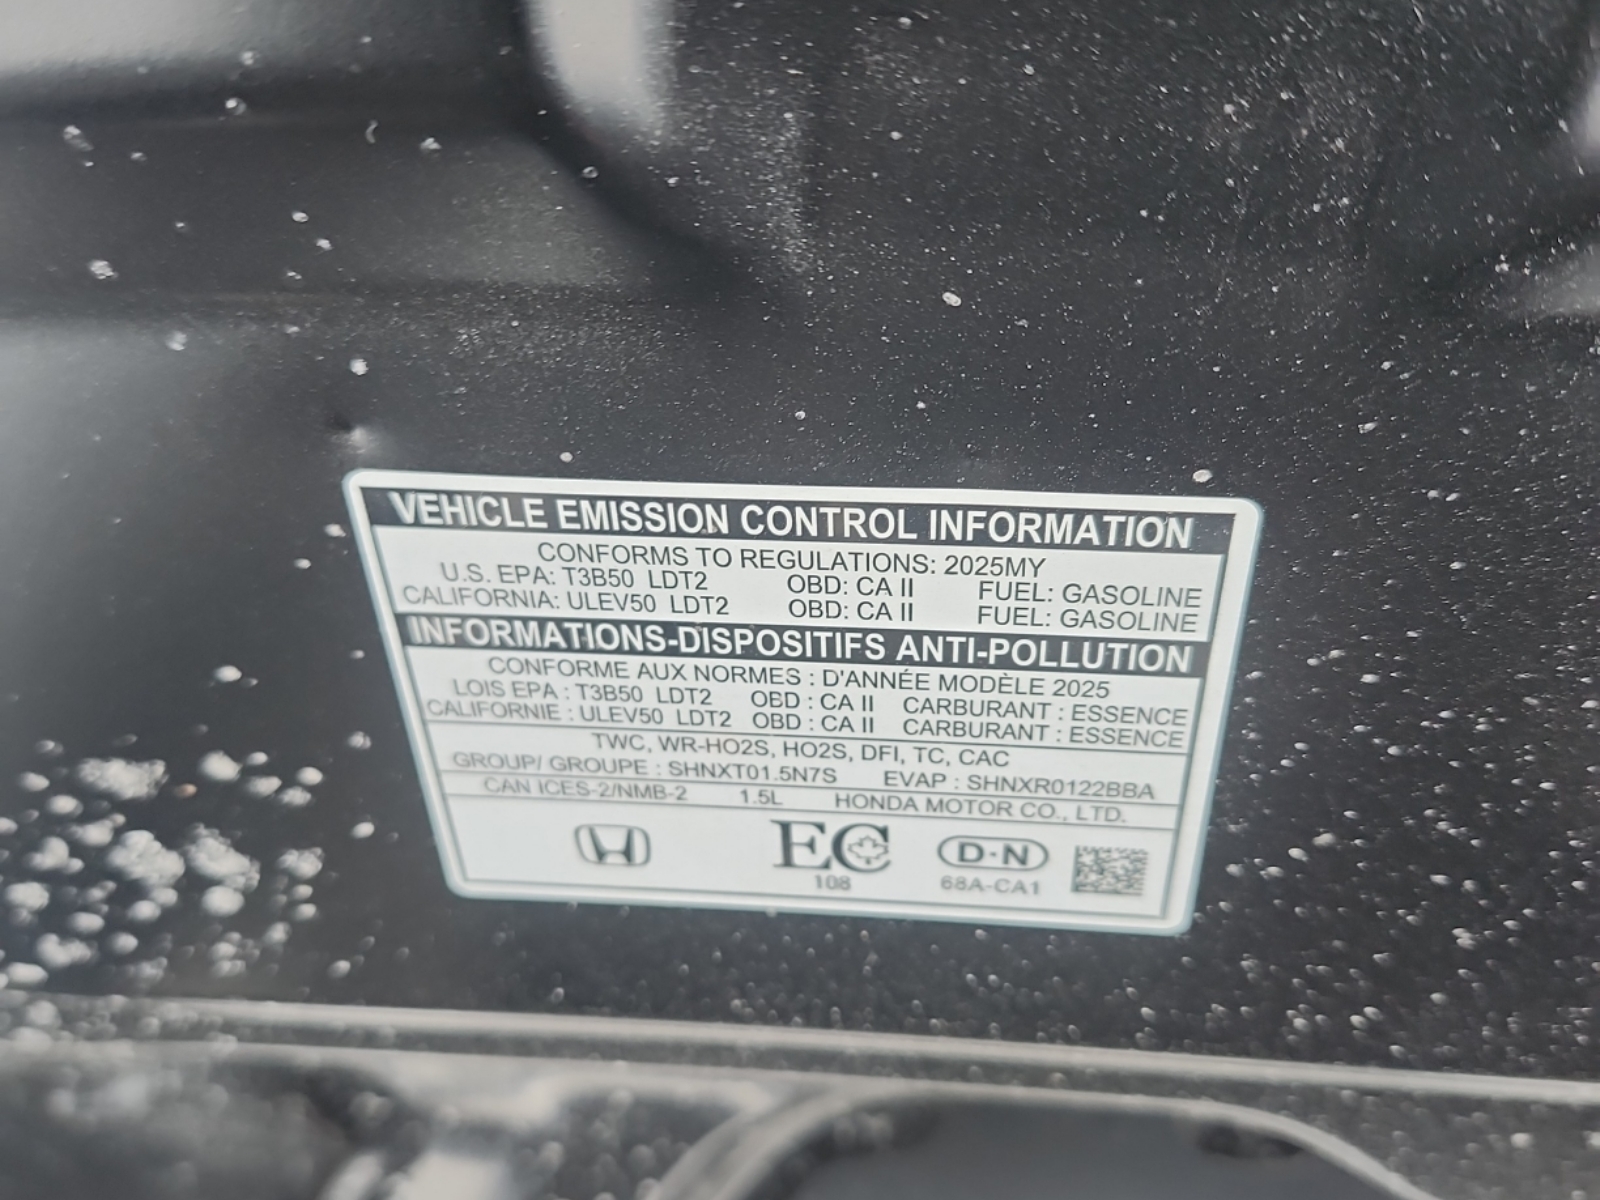 VEHICLE EMISSION CONTROL INFORMATION
CONFORMS TO REGULATIONS: 2025MY
U.S. EPA: T3B50 LDT2 OBD: CA II FUEL: GASOLINE
CALIFORNIA: ULEV50 LDT2 OBD: CA II FUEL: GASOLINE
INFORMATIONS-DISPOSITIFS ANTI-POLLUTION
CONFORME AUX NORMES : D'ANNÉE MODÈLE 2025
LOIS EPA : T3B50 LDT2 OBD : CA II CARBURANT : ESSENCE
CALIFORNIE : ULEV50 LDT2 OBD : CA II CARBURANT : ESSENCE
TWC, WR-HO2S, HO2S, DFI, TC, CAC
GROUP/ GROUPE : SHNXT01.5N7S EVAP : SHNXR0122BBA
CAN ICES-2/NMB-2 1.5L HONDA MOTOR CO., LTD.
EC D·N
108 68A-CA1